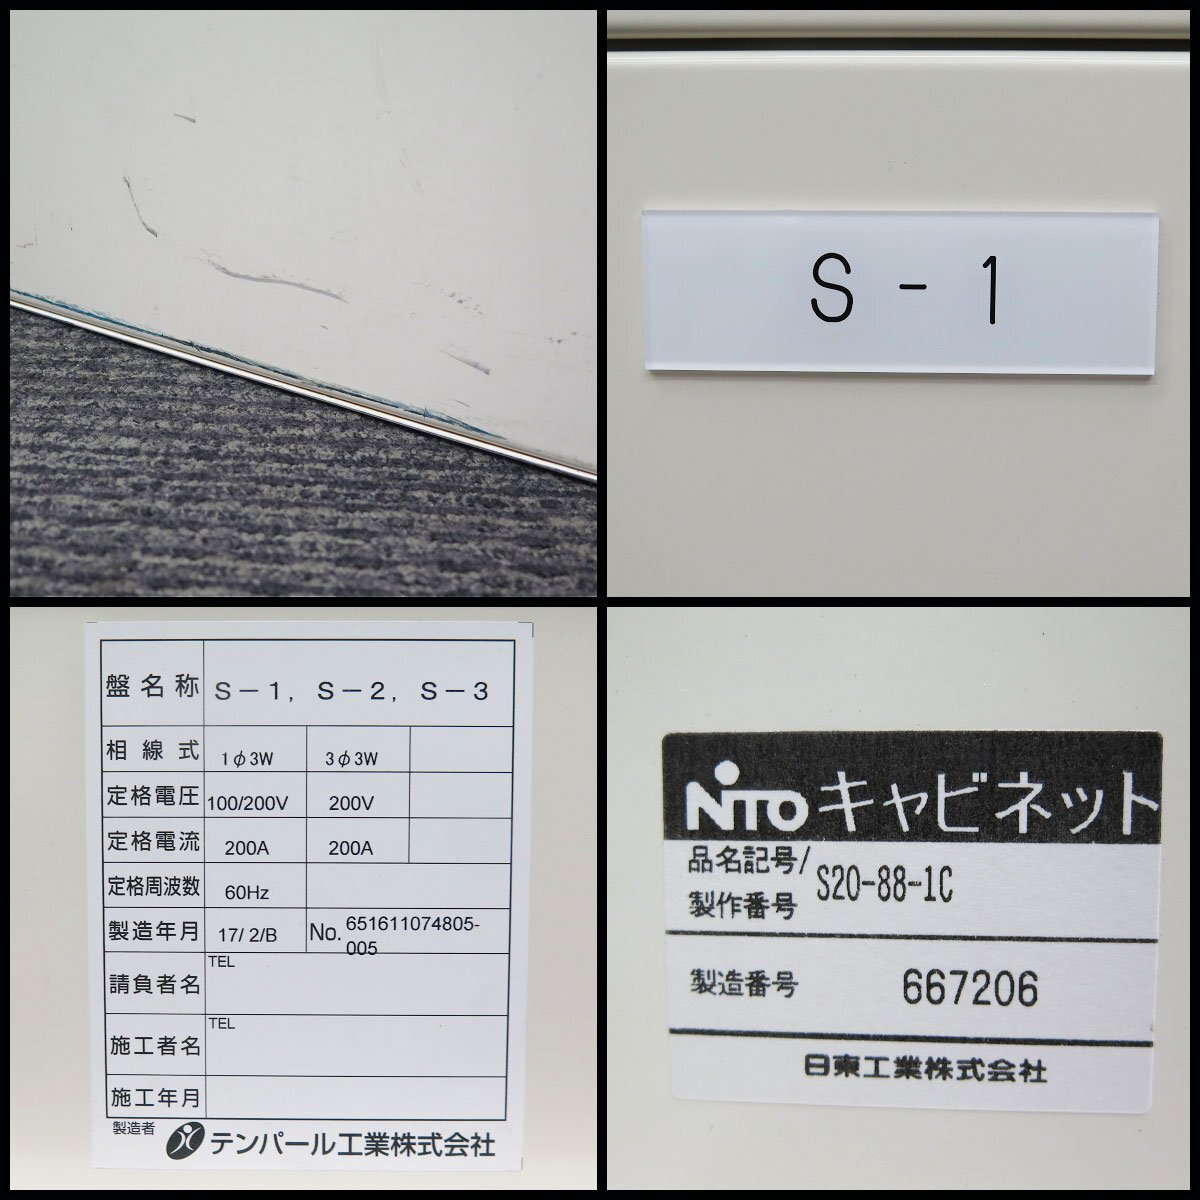 S - 1
盤名称 S－1, S－2, S－3
相線式 1φ3W 3φ3W
定格電圧 100/200V 200V
定格電流 200A 200A
定格周波数 60Hz
製造年月 17/ 2/B No. 651611074805-
005
請負者名 TEL
施工者名 TEL
施工年月
製造者 テンパール工業株式会社
NITO キャビネット
品名記号/
製作番号 S20-88-1C
製造番号 667206
日東工業株式会社